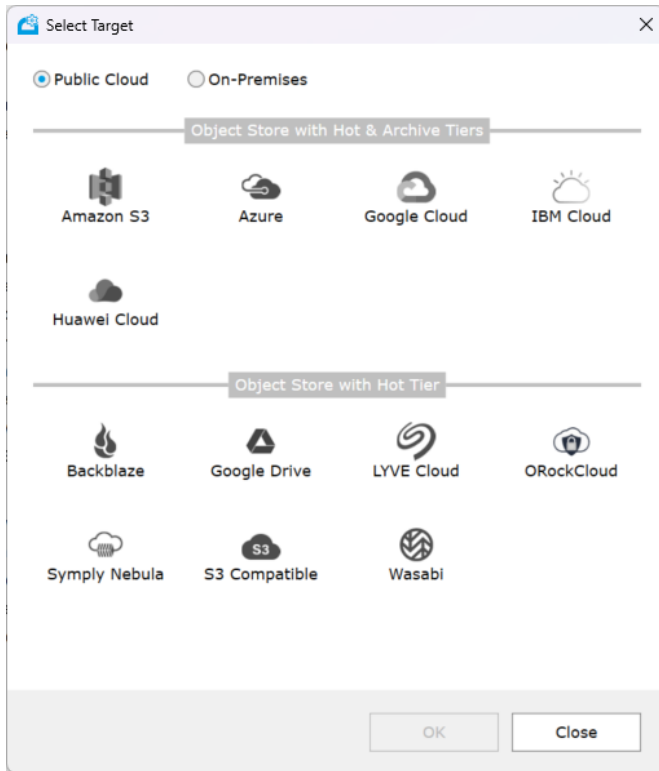 Select Target
Public Cloud On-Premises
Object Store with Hot & Archive Tiers
Amazon S3 Azure Google Cloud IBM Cloud
Huawei Cloud
Object Store with Hot Tier
Backblaze Google Drive LYVE Cloud ORockCloud
S3
Symply Nebula S3 Compatible Wasabi
OK Close